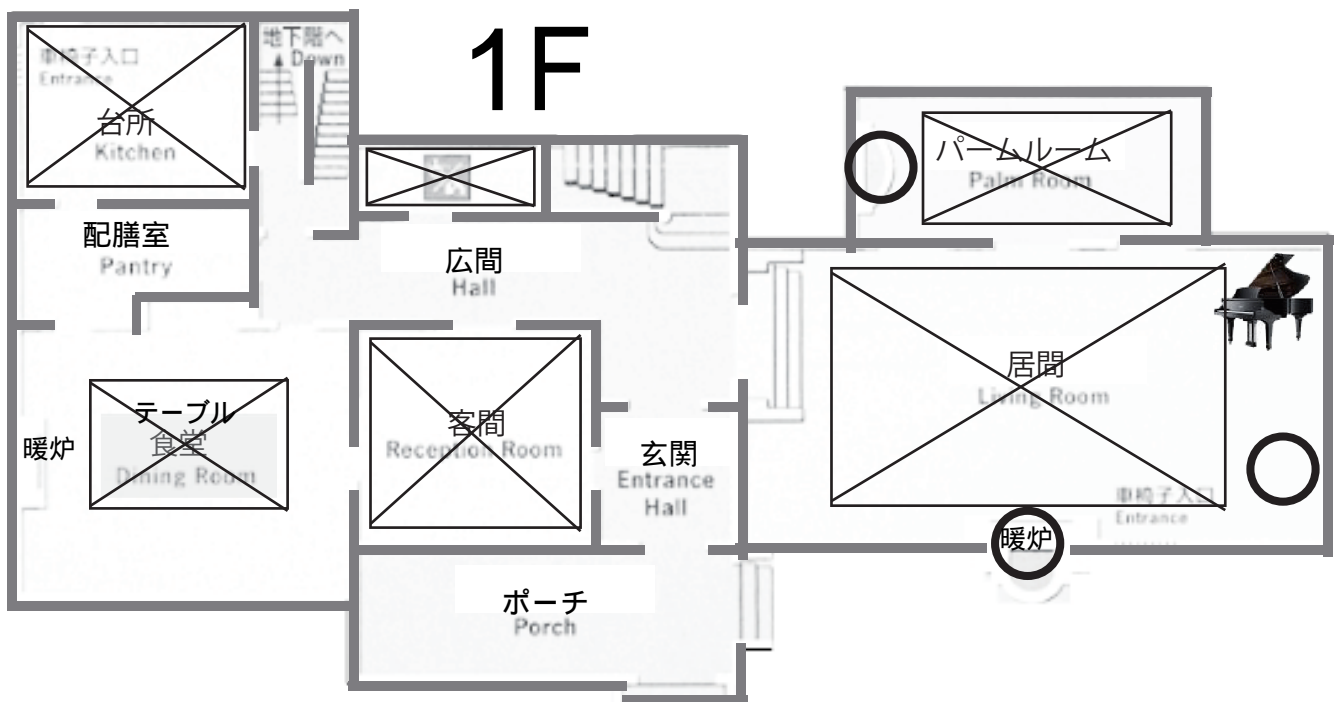 1F
車椅子入口
Entrance
台所
Kitchen
地下階へ
Down
配膳室
Pantry
広間
Hall
パームルーム
Palm Room
居間
Living Room
テーブル
食堂
Dining Room
暖炉
客間
Reception Room
玄関
Entrance
Hall
車椅子入口
Entrance
暖炉
ポーチ
Porch